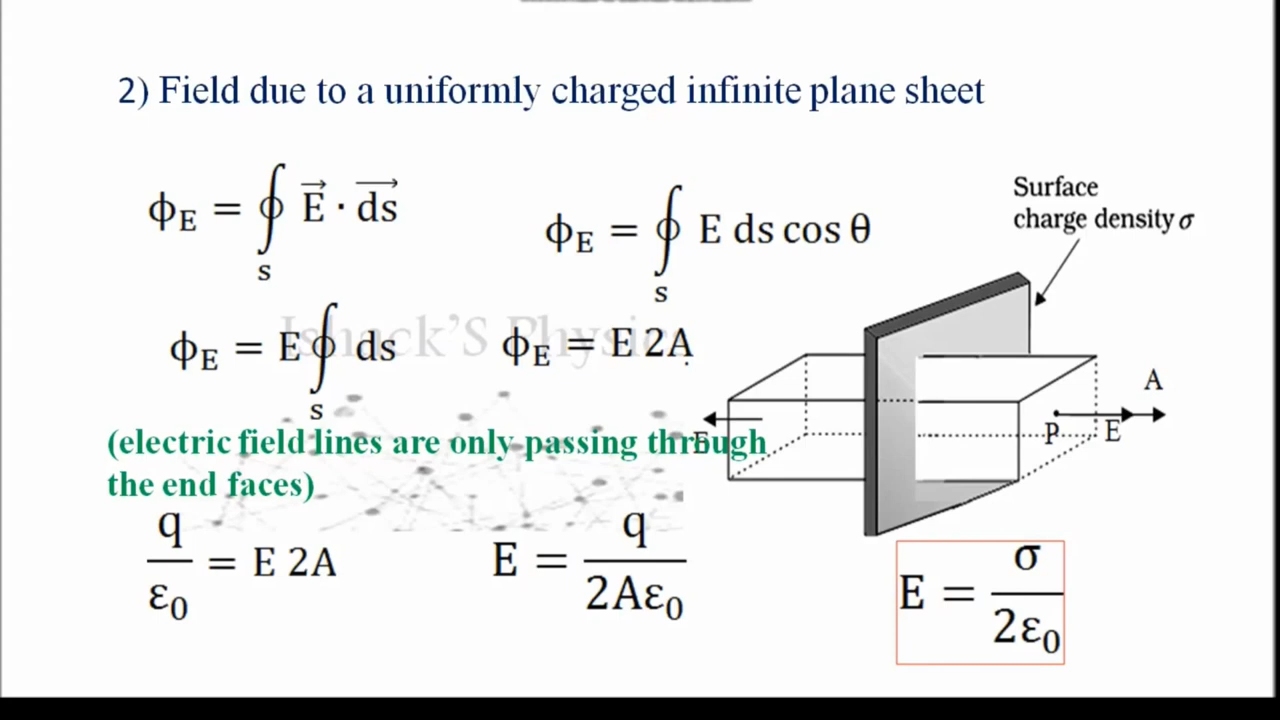 2) Field due to a uniformly charged infinite plane sheet
ϕE = ∮s E⃗ · ds⃗
ϕE = ∮s E ds cos θ
Surface
charge density σ
ϕE = E ∮s ds
ϕE = E 2A
Ishack'S Physics
A
E
P
E
(electric field lines are only passing through
the end faces)
q/ε0 = E 2A
E = q/2Aε0
E = σ/2ε0